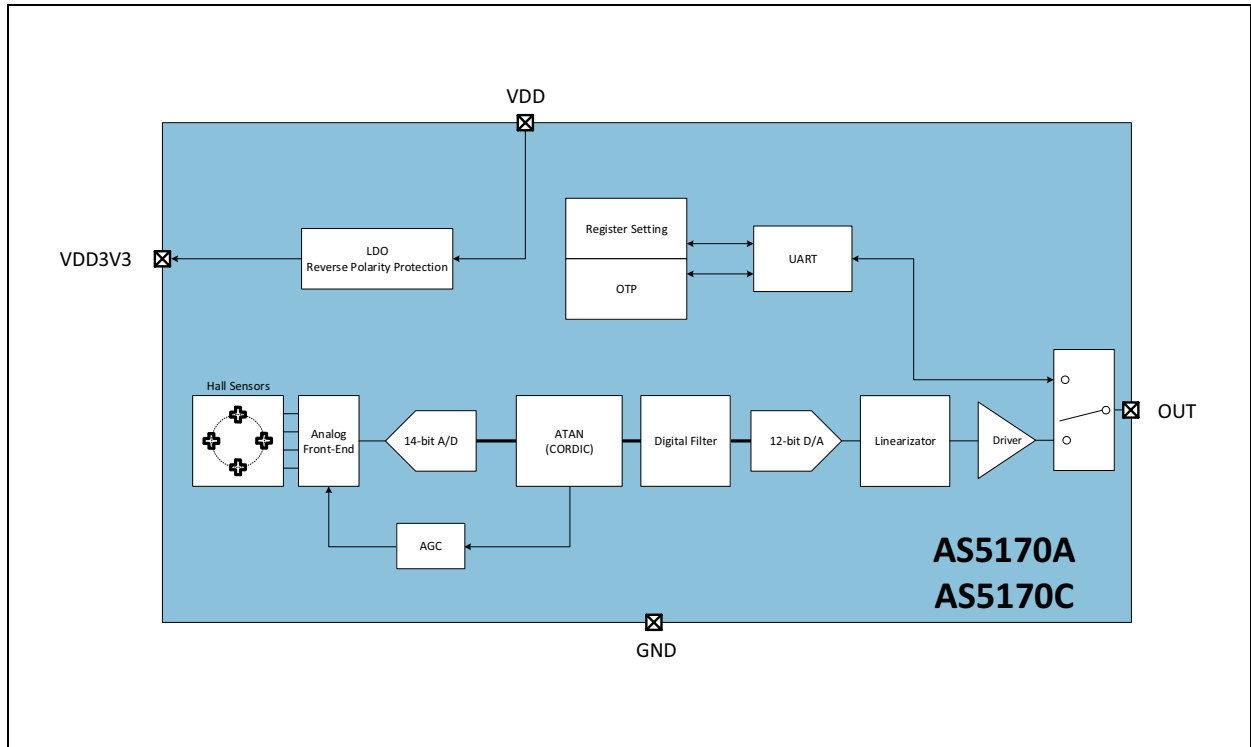 VDD
VDD3V3
LDO
Reverse Polarity Protection
Register Setting
OTP
UART
Hall Sensors
Analog
Front-End
14-bit A/D
ATAN
(CORDIC)
Digital Filter
12-bit D/A
Linearizator
Driver
OUT
AGC
AS5170A
AS5170C
GND